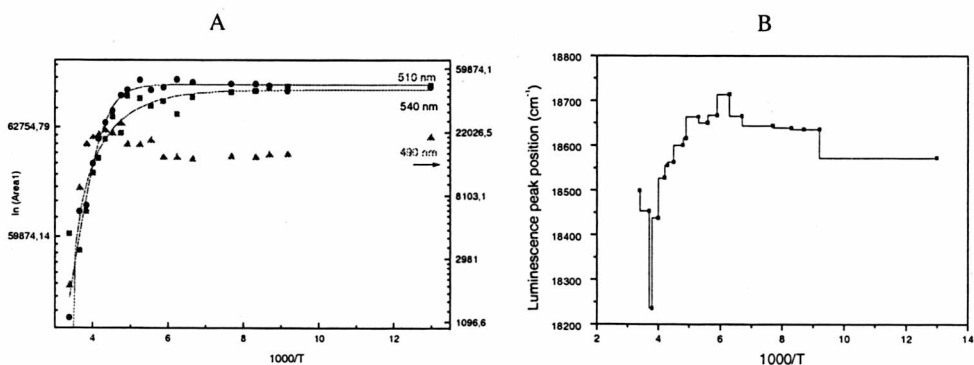 A
B
ln (Area1)
62754,79
59874,14
59874,1
22026,5
8103,1
2981
1096,6
510 nm
540 nm
490 nm
4
6
8
10
12
1000/T
Luminescence peak position (cm⁻¹)
18800
18700
18600
18500
18400
18300
18200
2
4
6
8
10
12
14
1000/T